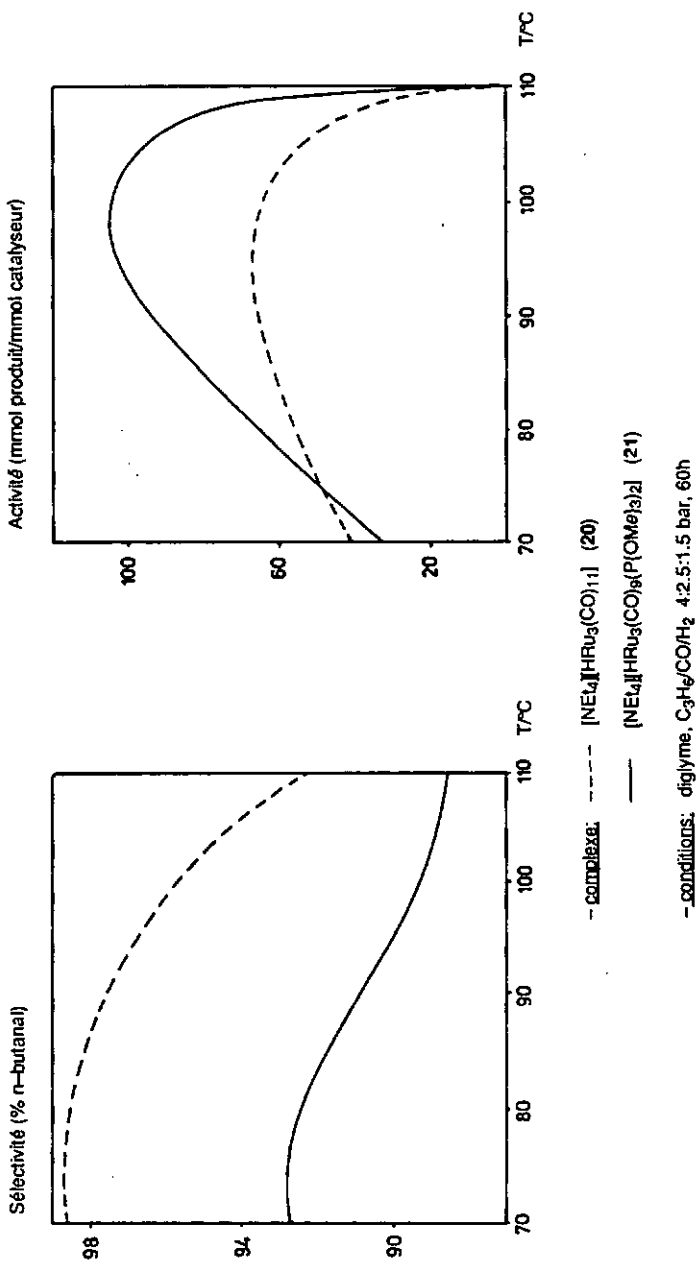 Sélectivité (% n–butanal)
98
94
90
70 80 90 100 110 T/°C
Activité (mmol produit/mmol catalyseur)
100
60
20
70 80 90 100 110 T/°C
– complexe: ---- [NEt₄][HRu₃(CO)₁₁] (20)
—— [NEt₄][HRu₃(CO)₉(P(OMe)₃)₂] (21)
– conditions: diglyme, C₃H₆/CO/H₂ 4:2.5:1.5 bar, 60h